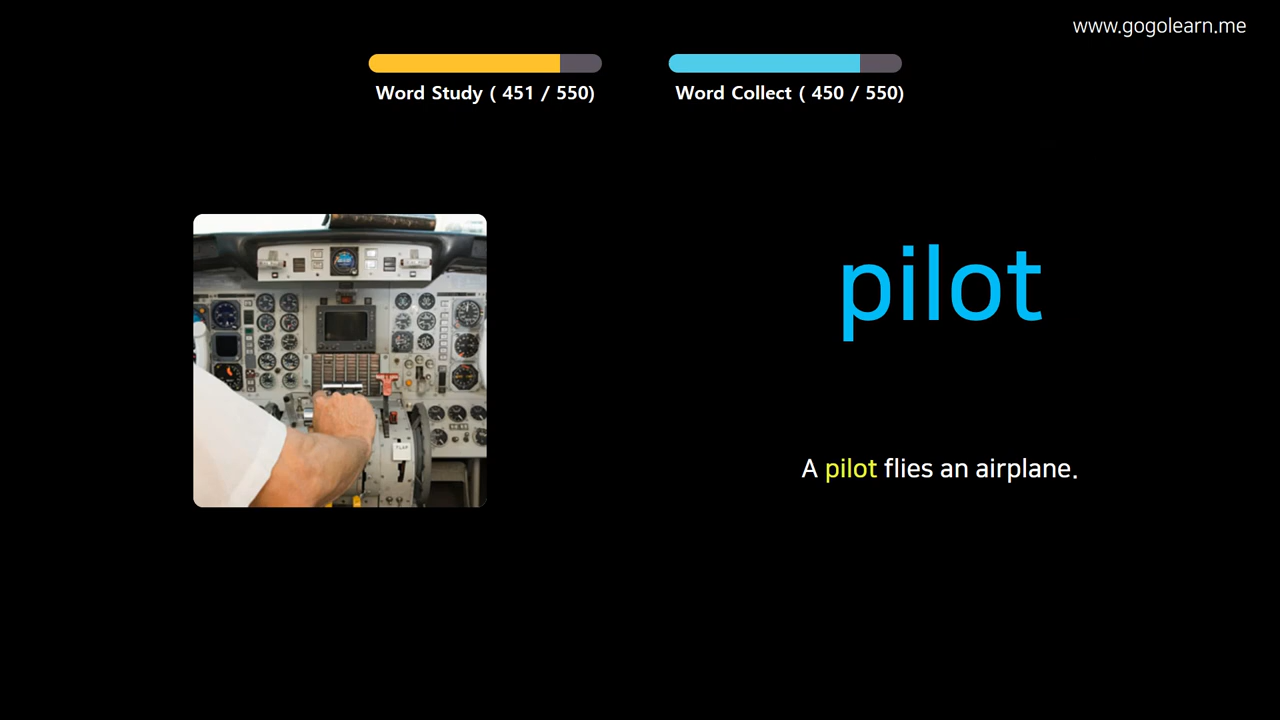 www.gogolearn.me
Word Study ( 451 / 550)
Word Collect ( 450 / 550)
pilot
A pilot flies an airplane.